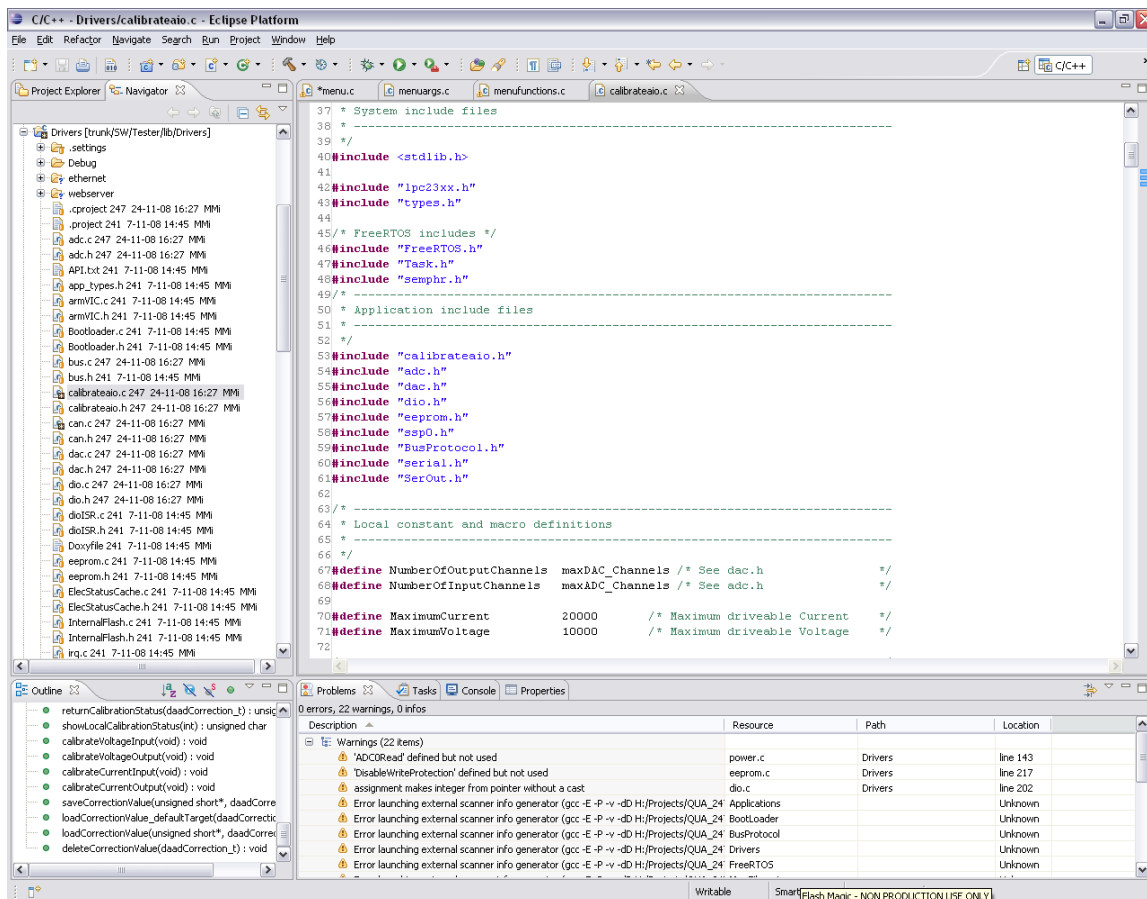 C/C++ - Drivers/calibrateaio.c - Eclipse Platform
File Edit Refactor Navigate Search Run Project Window Help
C/C++
Project Explorer Navigator
*menu.c menuargs.c menufunctions.c calibrateaio.c
Drivers [trunk/SW/Tester/lib/Drivers]
.settings
Debug
ethernet
webserver
.cproject 247 24-11-08 16:27 MMi
.project 241 7-11-08 14:45 MMi
adc.c 247 24-11-08 16:27 MMi
adc.h 247 24-11-08 16:27 MMi
API.txt 241 7-11-08 14:45 MMi
app_types.h 241 7-11-08 14:45 MMi
armVIC.c 241 7-11-08 14:45 MMi
armVIC.h 241 7-11-08 14:45 MMi
Bootloader.c 241 7-11-08 14:45 MMi
Bootloader.h 241 7-11-08 14:45 MMi
bus.c 247 24-11-08 16:27 MMi
bus.h 241 7-11-08 14:45 MMi
calibrateaio.c 247 24-11-08 16:27 MMi
calibrateaio.h 247 24-11-08 16:27 MMi
can.c 247 24-11-08 16:27 MMi
can.h 247 24-11-08 16:27 MMi
dac.c 247 24-11-08 16:27 MMi
dac.h 247 24-11-08 16:27 MMi
dio.c 247 24-11-08 16:27 MMi
dio.h 247 24-11-08 16:27 MMi
dioISR.c 241 7-11-08 14:45 MMi
dioISR.h 241 7-11-08 14:45 MMi
Doxyfile 241 7-11-08 14:45 MMi
eeprom.c 241 7-11-08 14:45 MMi
eeprom.h 241 7-11-08 14:45 MMi
ElecStatusCache.c 241 7-11-08 14:45 MMi
ElecStatusCache.h 241 7-11-08 14:45 MMi
InternalFlash.c 241 7-11-08 14:45 MMi
InternalFlash.h 241 7-11-08 14:45 MMi
irq.c 241 7-11-08 14:45 MMi
37 * System include files
38 * ---------------------------------------------------------------------------
39 */
40 #include <stdlib.h>
41
42 #include "lpc23xx.h"
43 #include "types.h"
44
45 /* FreeRTOS includes */
46 #include "FreeRTOS.h"
47 #include "Task.h"
48 #include "semphr.h"
49 /* ---------------------------------------------------------------------------
50 * Application include files
51 * ---------------------------------------------------------------------------
52 */
53 #include "calibrateaio.h"
54 #include "adc.h"
55 #include "dac.h"
56 #include "dio.h"
57 #include "eeprom.h"
58 #include "ssp0.h"
59 #include "BusProtocol.h"
60 #include "serial.h"
61 #include "SerOut.h"
62
63 /* ---------------------------------------------------------------------------
64 * Local constant and macro definitions
65 * ---------------------------------------------------------------------------
66 */
67 #define NumberOfOutputChannels maxDAC_Channels /* See dac.h */
68 #define NumberOfInputChannels maxADC_Channels /* See adc.h */
69
70 #define MaximumCurrent 20000 /* Maximum driveable Current */
71 #define MaximumVoltage 10000 /* Maximum driveable Voltage */
72
Outline
returnCalibrationStatus(daadCorrection_t) : unsig
showLocalCalibrationStatus(int) : unsigned char
calibrateVoltageInput(void) : void
calibrateVoltageOutput(void) : void
calibrateCurrentInput(void) : void
calibrateCurrentOutput(void) : void
saveCorrectionValue(unsigned short*, daadCorre
loadCorrectionValue_defaultTarget(daadCorrectic
loadCorrectionValue(unsigned short*, daadCorrec
deleteCorrectionValue(daadCorrection_t) : void
Problems Tasks Console Properties
0 errors, 22 warnings, 0 infos
Description Resource Path Location
Warnings (22 items)
'ADC0Read' defined but not used power.c Drivers line 143
'DisableWriteProtection' defined but not used eeprom.c Drivers line 217
assignment makes integer from pointer without a cast dio.c Drivers line 202
Error launching external scanner info generator (gcc -E -P -v -dD H:/Projects/QUA_24 Applications Unknown
Error launching external scanner info generator (gcc -E -P -v -dD H:/Projects/QUA_24 BootLoader Unknown
Error launching external scanner info generator (gcc -E -P -v -dD H:/Projects/QUA_24 BusProtocol Unknown
Error launching external scanner info generator (gcc -E -P -v -dD H:/Projects/QUA_24 Drivers Unknown
Error launching external scanner info generator (gcc -E -P -v -dD H:/Projects/QUA_24 FreeRTOS Unknown
Writable Smart
Flash Magic - NON PRODUCTION USE ONLY